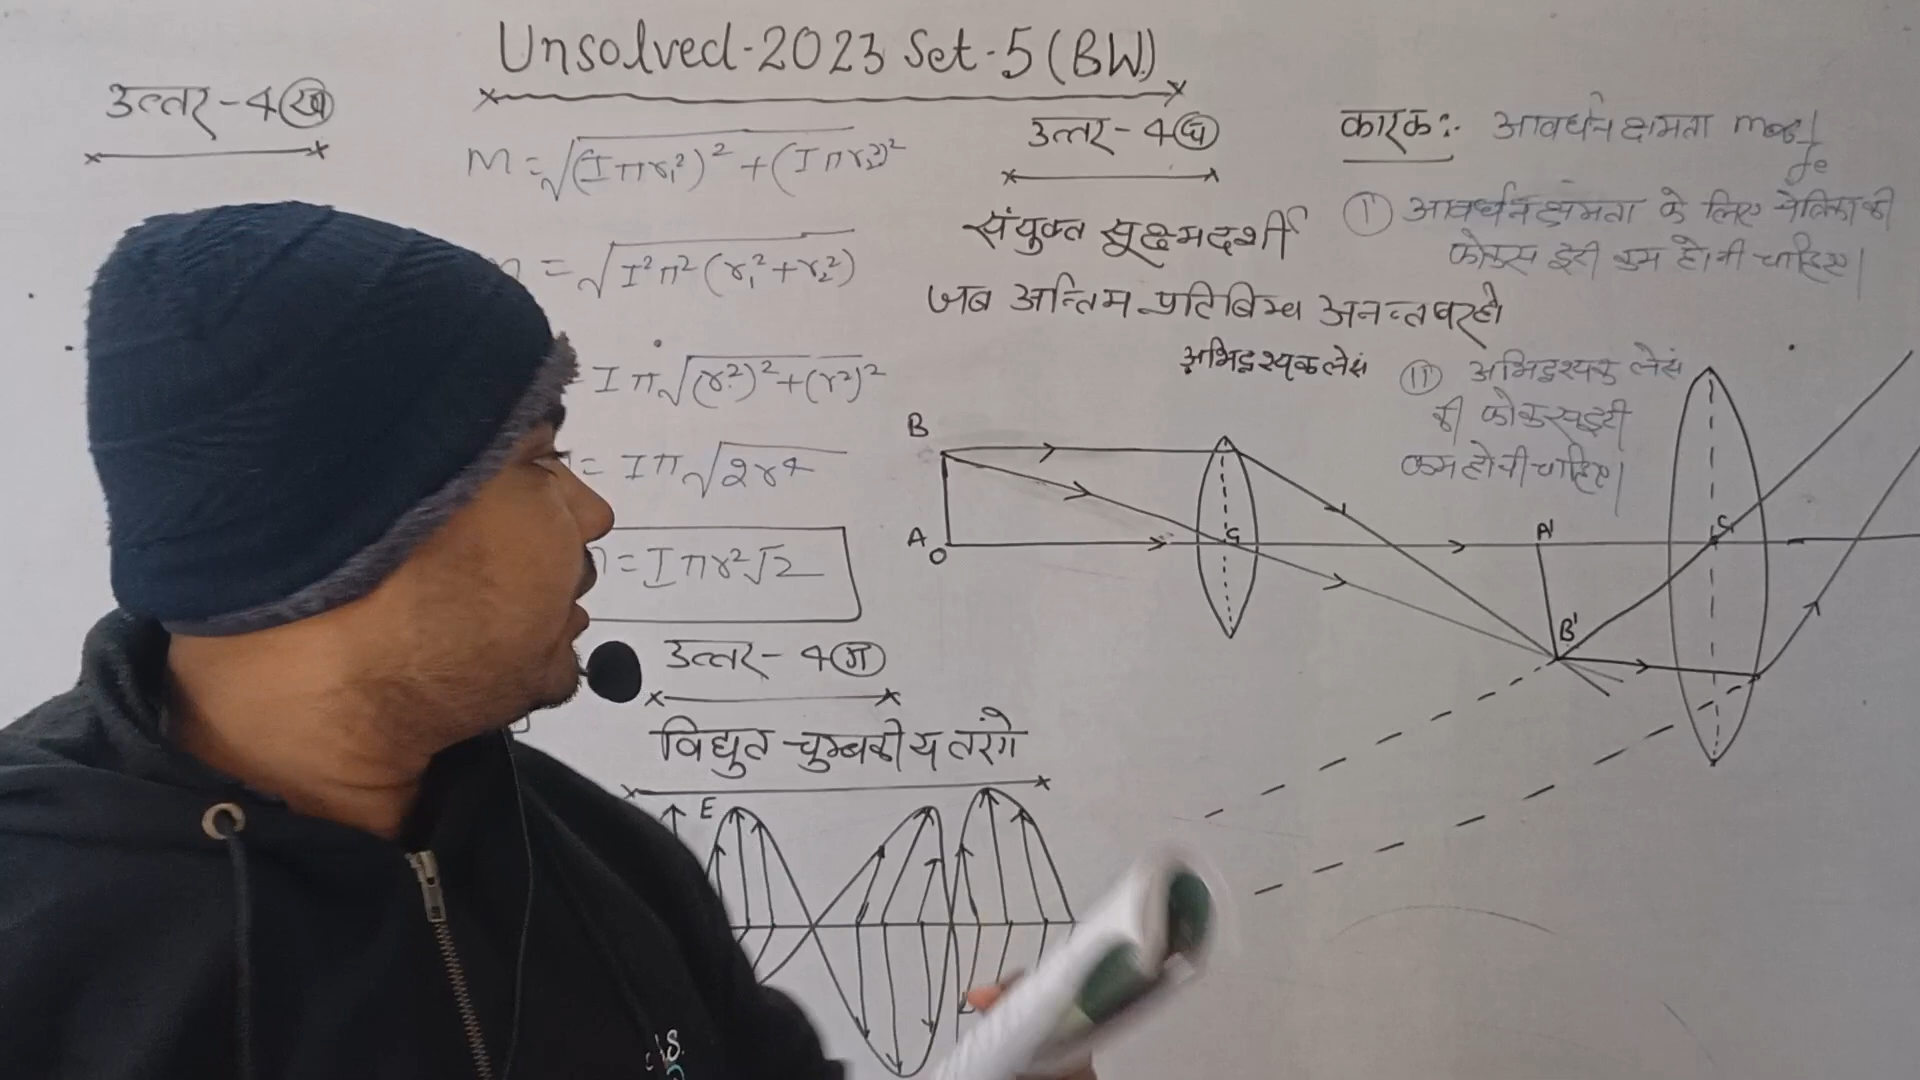 Unsolved-2023 Set-5 (BW)
उत्तर-4 (ख)
M = √(Iπr₁²)² + (Iπr₂²)²
= √I²π²(r₁²+r₂²)
Iπ√(r²)²+(r²)²
= Iπ√2r⁴
= Iπr²√2
उत्तर-4 (ग)
विद्युत चुम्बकीय तरंगे
E
उत्तर-4 (घ)
संयुक्त सूक्ष्मदर्शी
जब अन्तिम प्रतिबिम्ब अनन्त पर हो
अभिदृश्यक लेंस
B
A
O
C
A'
B'
कारक :- आवर्धन क्षमता m∝ 1/fe
(i) आवर्धन क्षमता के लिए नेत्रिका की
फोकस दूरी कम होनी चाहिए।
(ii) अभिदृश्यक लेंस
की फोकस दूरी
कम होनी चाहिए।